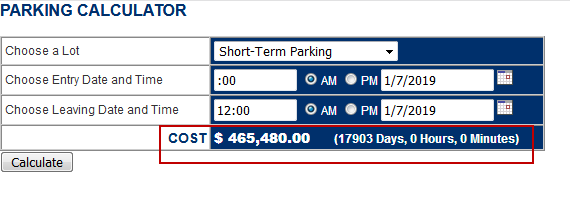 PARKING CALCULATOR
Choose a Lot Short-Term Parking
Choose Entry Date and Time :00 AM PM 1/7/2019
Choose Leaving Date and Time 12:00 AM PM 1/7/2019
COST $ 465,480.00 (17903 Days, 0 Hours, 0 Minutes)
Calculate